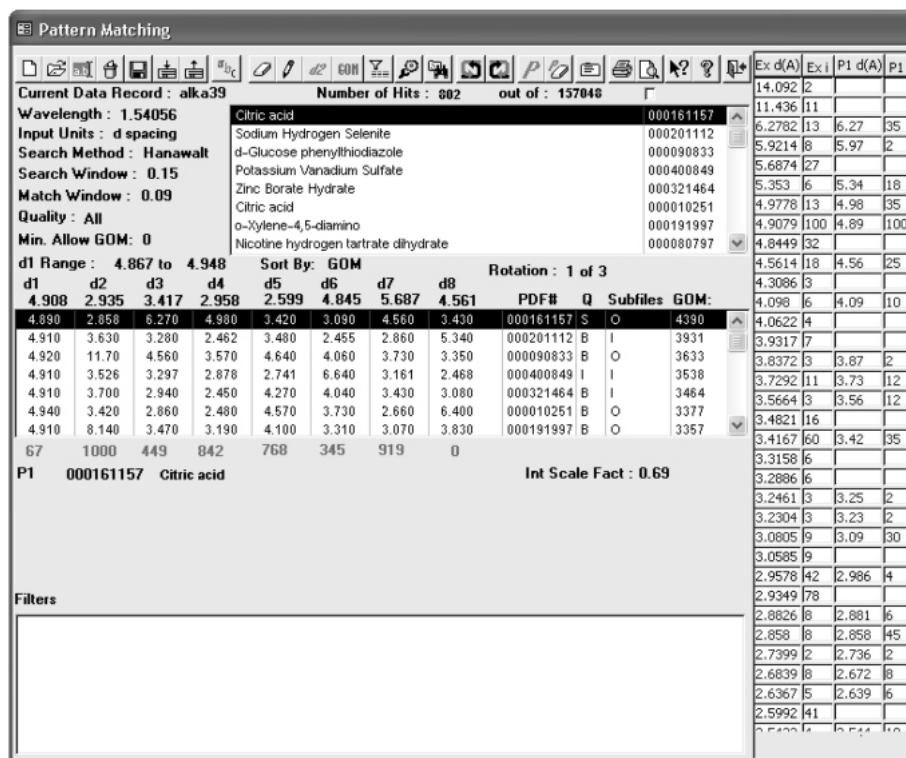 Pattern Matching
abc d2 GOM P
Current Data Record : alka39 Number of Hits : 802 out of : 157048
Wavelength : 1.54056
Input Units : d spacing
Search Method : Hanawalt
Search Window : 0.15
Match Window : 0.09
Quality : All
Min. Allow GOM: 0
Citric acid 000161157
Sodium Hydrogen Selenite 000201112
d-Glucose phenylthiodiazole 000090833
Potassium Vanadium Sulfate 000400849
Zinc Borate Hydrate 000321464
Citric acid 000010251
o-Xylene-4,5-diamino 000191997
Nicotine hydrogen tartrate dihydrate 000080797
d1 Range : 4.867 to 4.948 Sort By: GOM Rotation : 1 of 3
d1 d2 d3 d4 d5 d6 d7 d8
4.908 2.935 3.417 2.958 2.599 4.845 5.687 4.561 PDF# Q Subfiles GOM:
4.890 2.858 6.270 4.980 3.420 3.090 4.560 3.430 000161157 S O 4390
4.910 3.630 3.280 2.462 3.480 2.455 2.860 5.340 000201112 B I 3931
4.920 11.70 4.560 3.570 4.640 4.060 3.730 3.350 000090833 B O 3633
4.910 3.526 3.297 2.878 2.741 6.640 3.161 2.468 000400849 I I 3538
4.910 3.700 2.940 2.450 4.270 4.040 3.430 3.080 000321464 B I 3464
4.940 3.420 2.860 2.480 4.570 3.730 2.660 6.400 000010251 B O 3377
4.910 8.140 3.470 3.190 4.100 3.310 3.070 3.830 000191997 B O 3357
67 1000 449 842 768 345 919 0
P1 000161157 Citric acid Int Scale Fact : 0.69
Filters
Ex d(A) Ex i P1 d(A) P1
14.092 2
11.436 11
6.2782 13 6.27 35
5.9214 8 5.97 2
5.6874 27
5.353 6 5.34 18
4.9778 13 4.98 35
4.9079 100 4.89 100
4.8449 32
4.5614 18 4.56 25
4.3086 3
4.098 6 4.09 10
4.0622 4
3.9317 7
3.8372 3 3.87 2
3.7292 11 3.73 12
3.5664 3 3.56 12
3.4821 16
3.4167 60 3.42 35
3.3158 6
3.2886 6
3.2461 3 3.25 2
3.2304 3 3.23 2
3.0805 9 3.09 30
3.0585 9
2.9578 42 2.986 4
2.9349 78
2.8826 8 2.881 6
2.858 8 2.858 45
2.7399 2 2.736 2
2.6839 8 2.672 8
2.6367 5 2.639 6
2.5992 41